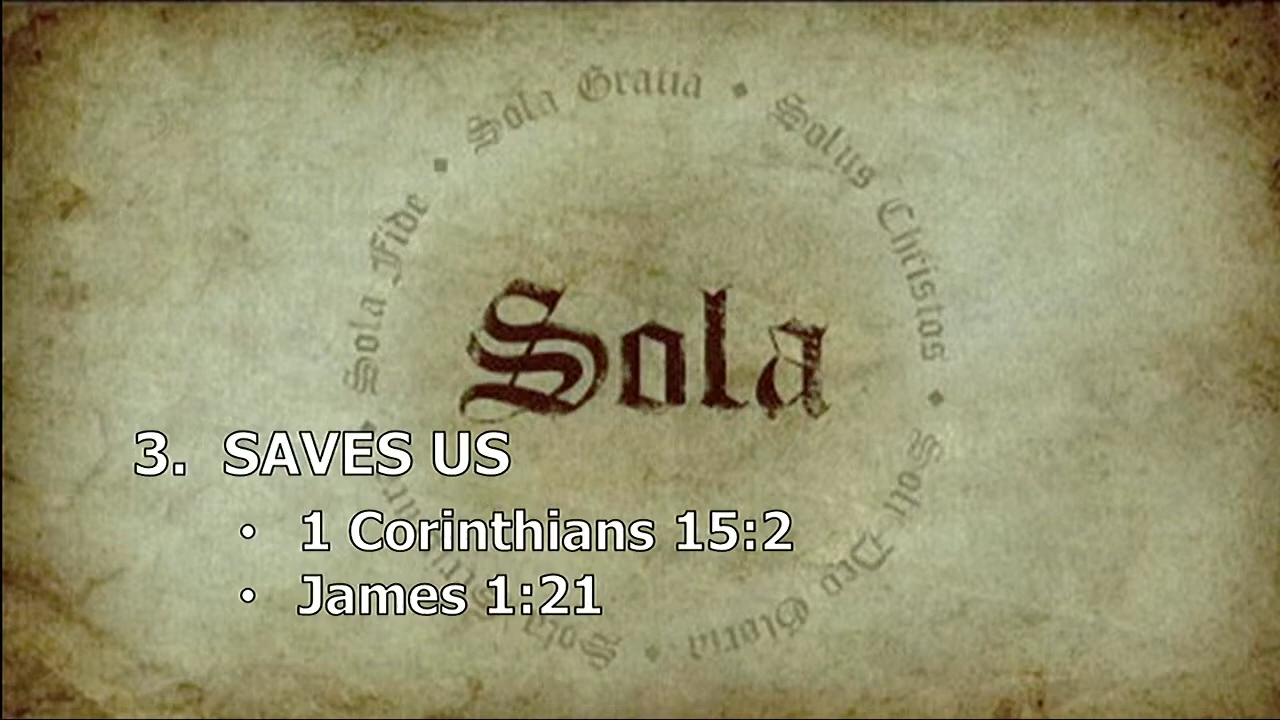 Sola Gratia
Solus Christos
Sola Fide
Soli Deo Gloria
Sola
3. SAVES US
• 1 Corinthians 15:2
• James 1:21